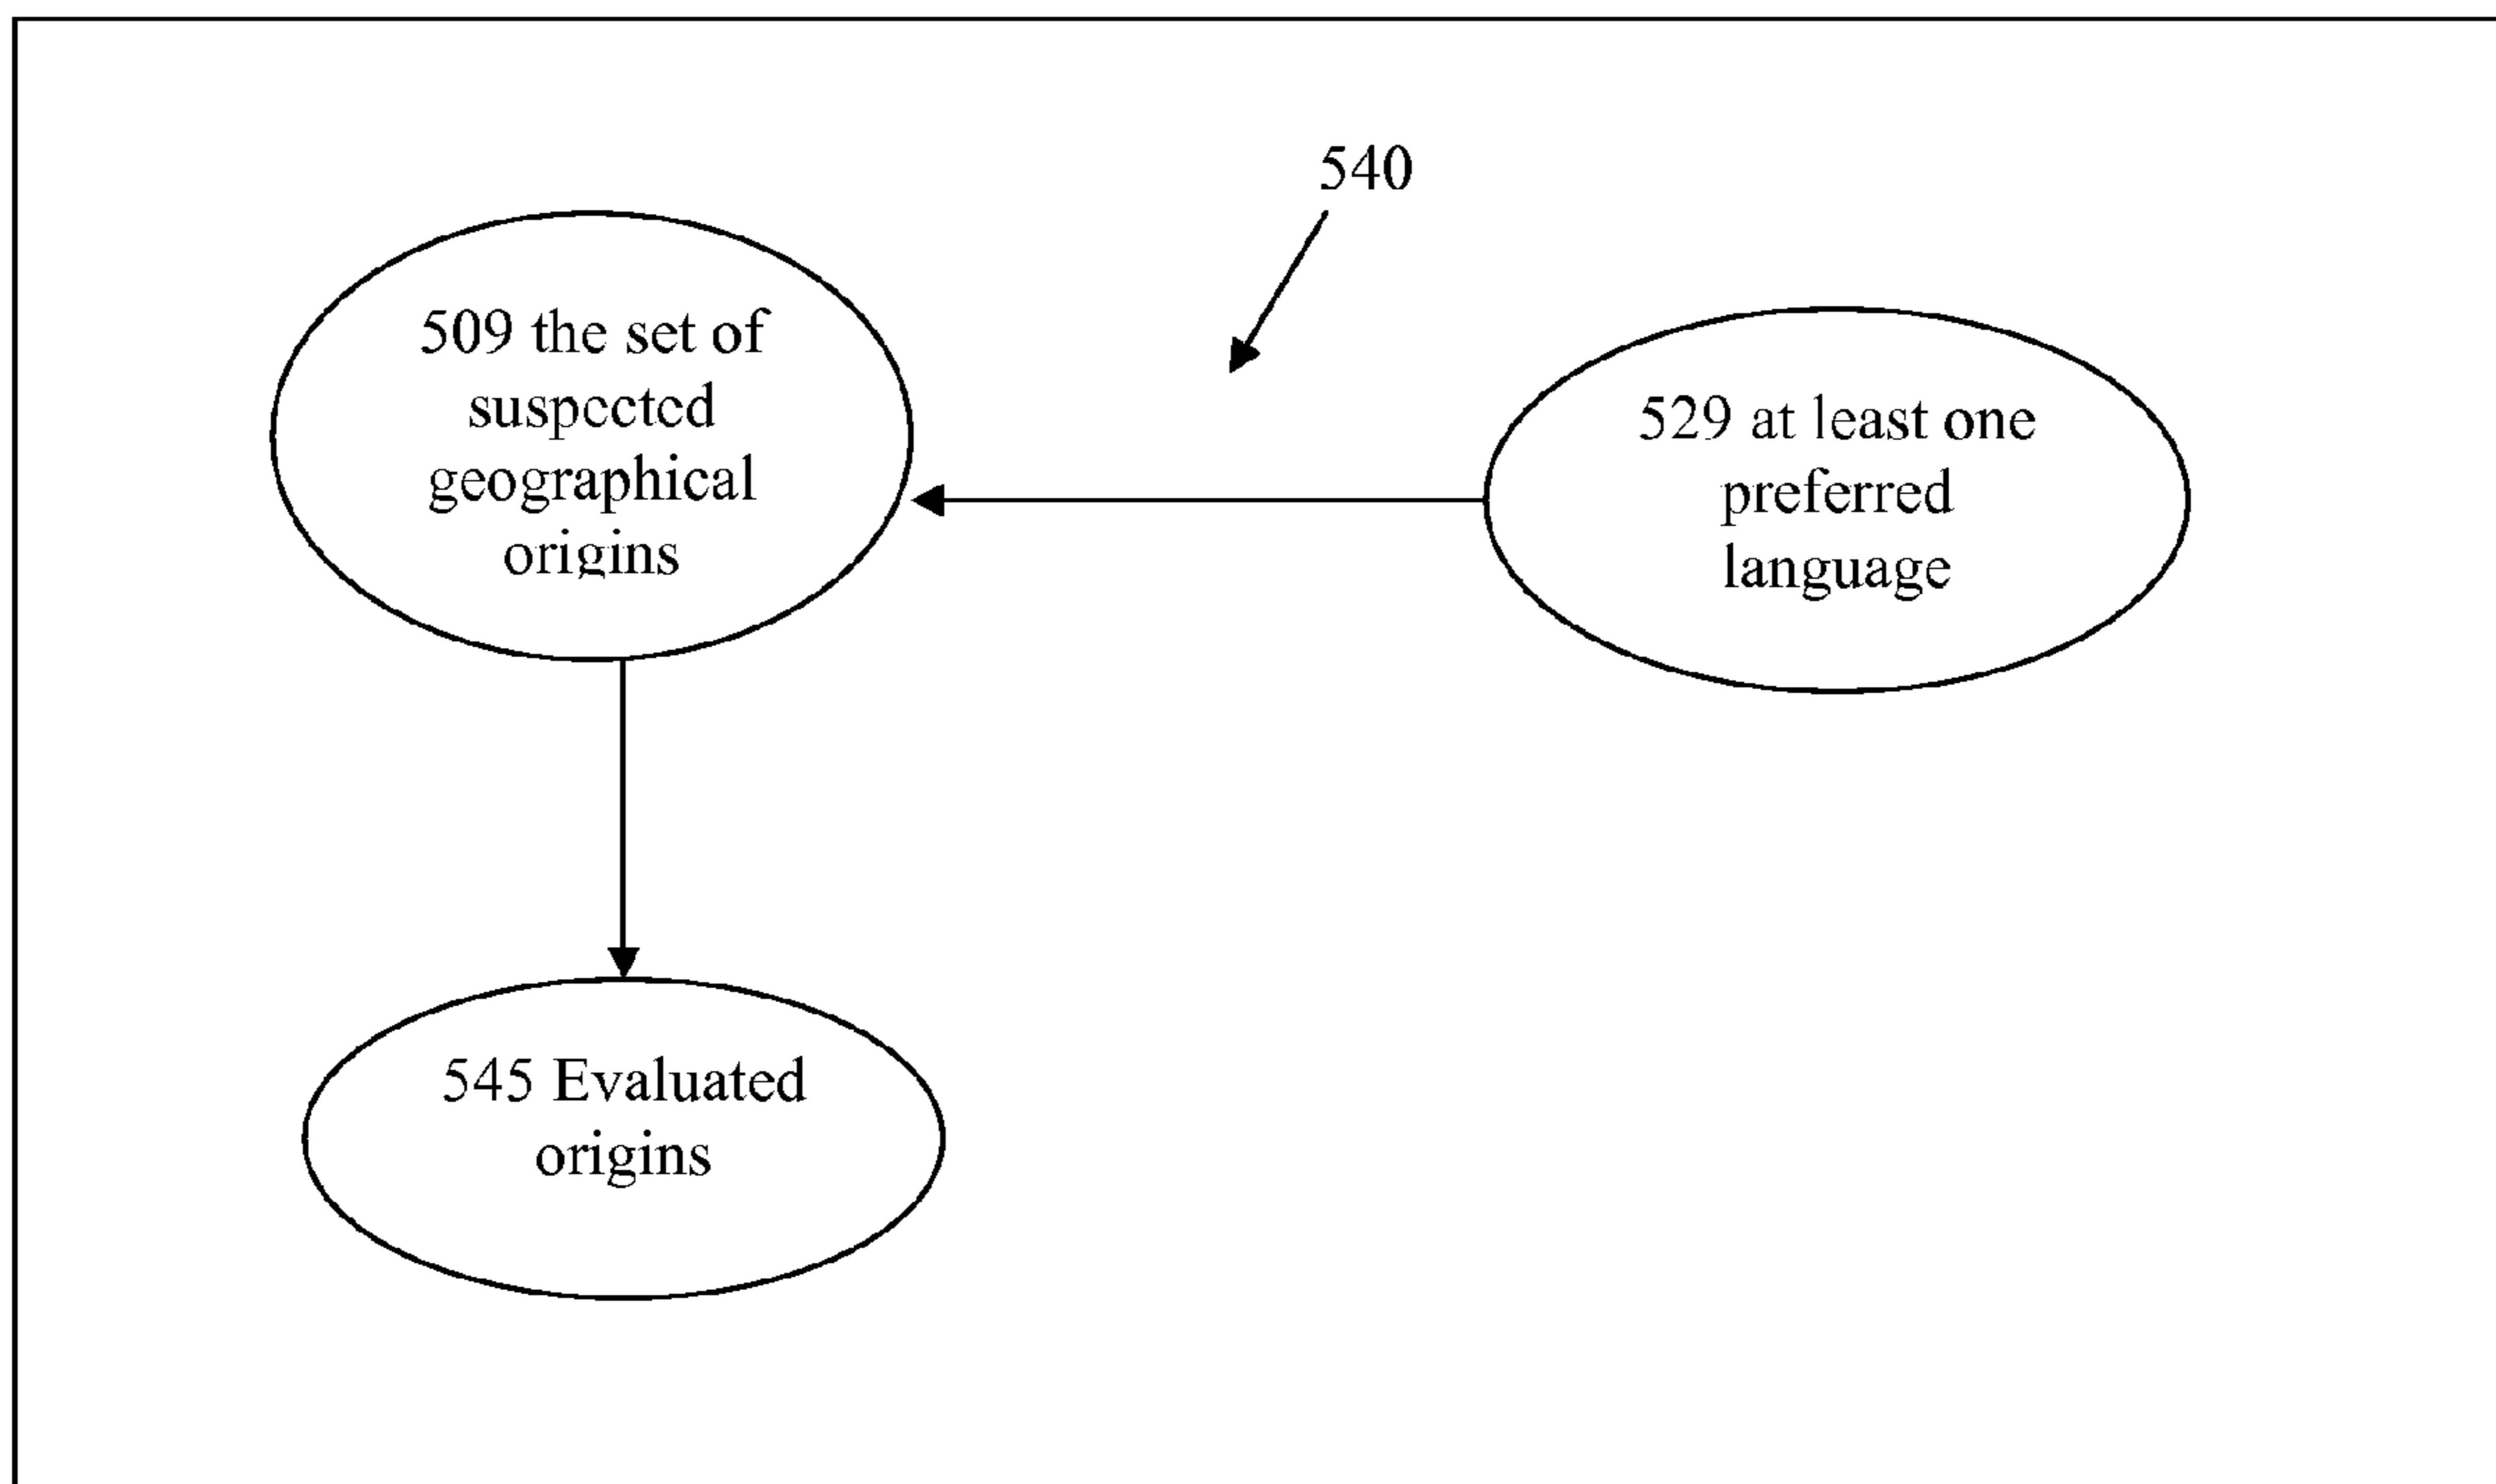 540
509 the set of
suspected
geographical
origins
529 at least one
preferred
language
545 Evaluated
origins